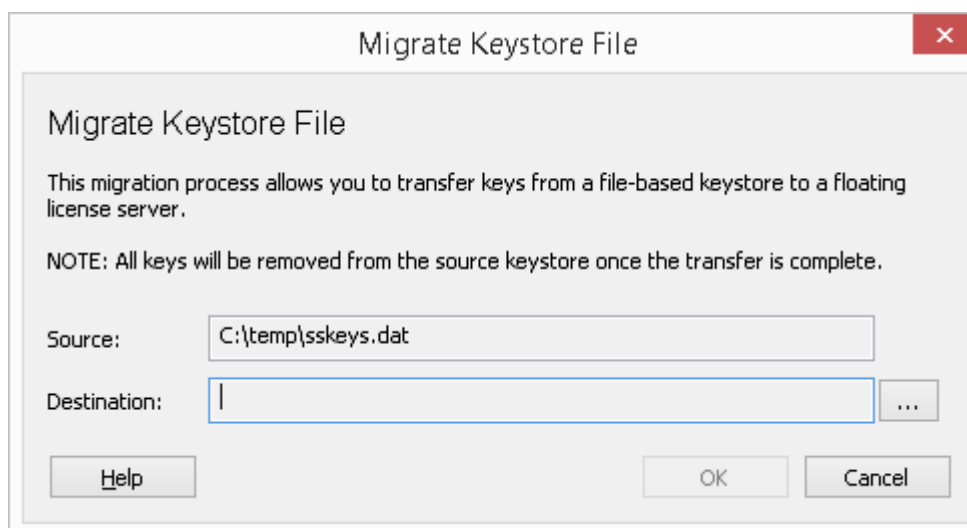 Migrate Keystore File
Migrate Keystore File
This migration process allows you to transfer keys from a file-based keystore to a floating
license server.
NOTE: All keys will be removed from the source keystore once the transfer is complete.
Source: C:\temp\sskeys.dat
Destination: ...
Help OK Cancel